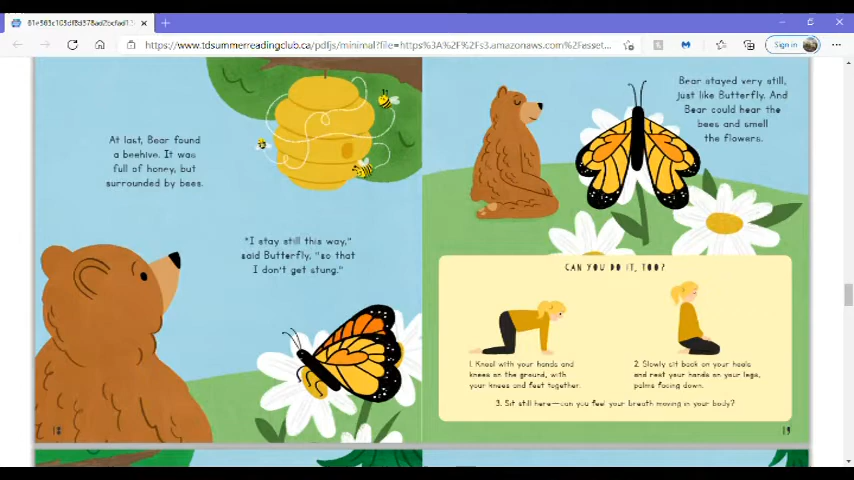 https://www.tdsummerreadingclub.ca/pdfjs/minimal?file=https%3A%2F%2Fs3.amazonaws.com%2Fasset...
Sign in
At last, Bear found
a beehive. It was
full of honey, but
surrounded by bees.
"I stay still this way,"
said Butterfly, "so that
I don't get stung."
18
Bear stayed very still,
just like Butterfly. And
Bear could hear the
bees and smell
the flowers.
CAN YOU DO IT, TOO?
1. Kneel with your hands and
knees on the ground, with
your knees and feet together.
2. Slowly sit back on your heels
and rest your hands on your legs,
palms facing down.
3. Sit still here—can you feel your breath moving in your body?
19